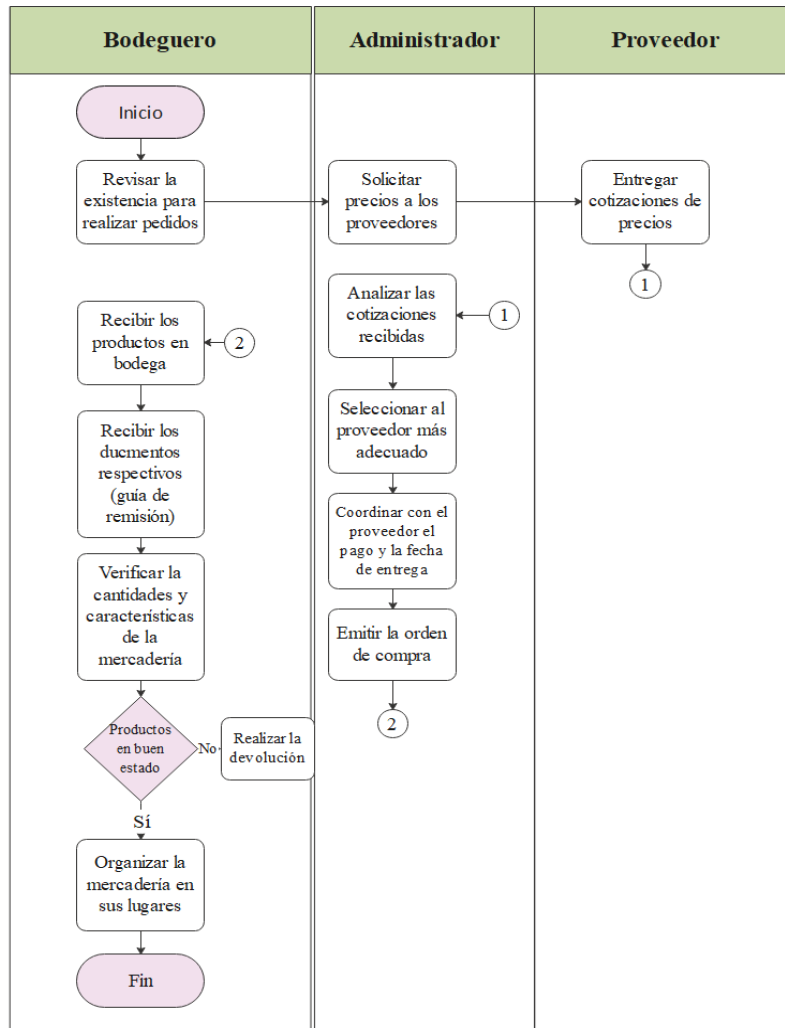 Bodeguero
Administrador
Proveedor
Inicio
Revisar la
existencia para
realizar pedidos
Solicitar
precios a los
proveedores
Entregar
cotizaciones de
precios
1
Analizar las
cotizaciones
recibidas
1
Recibir los
productos en
bodega
2
Seleccionar al
proveedor más
adecuado
Recibir los
ducmentos
respectivos
(guía de
remisión)
Coordinar con el
proveedor el
pago y la fecha
de entrega
Verificar la
cantidades y
características
de la
mercadería
Emitir la orden
de compra
2
Productos
en buen
estado
No
Realizar la
devolución
Sí
Organizar la
mercadería en
sus lugares
Fin